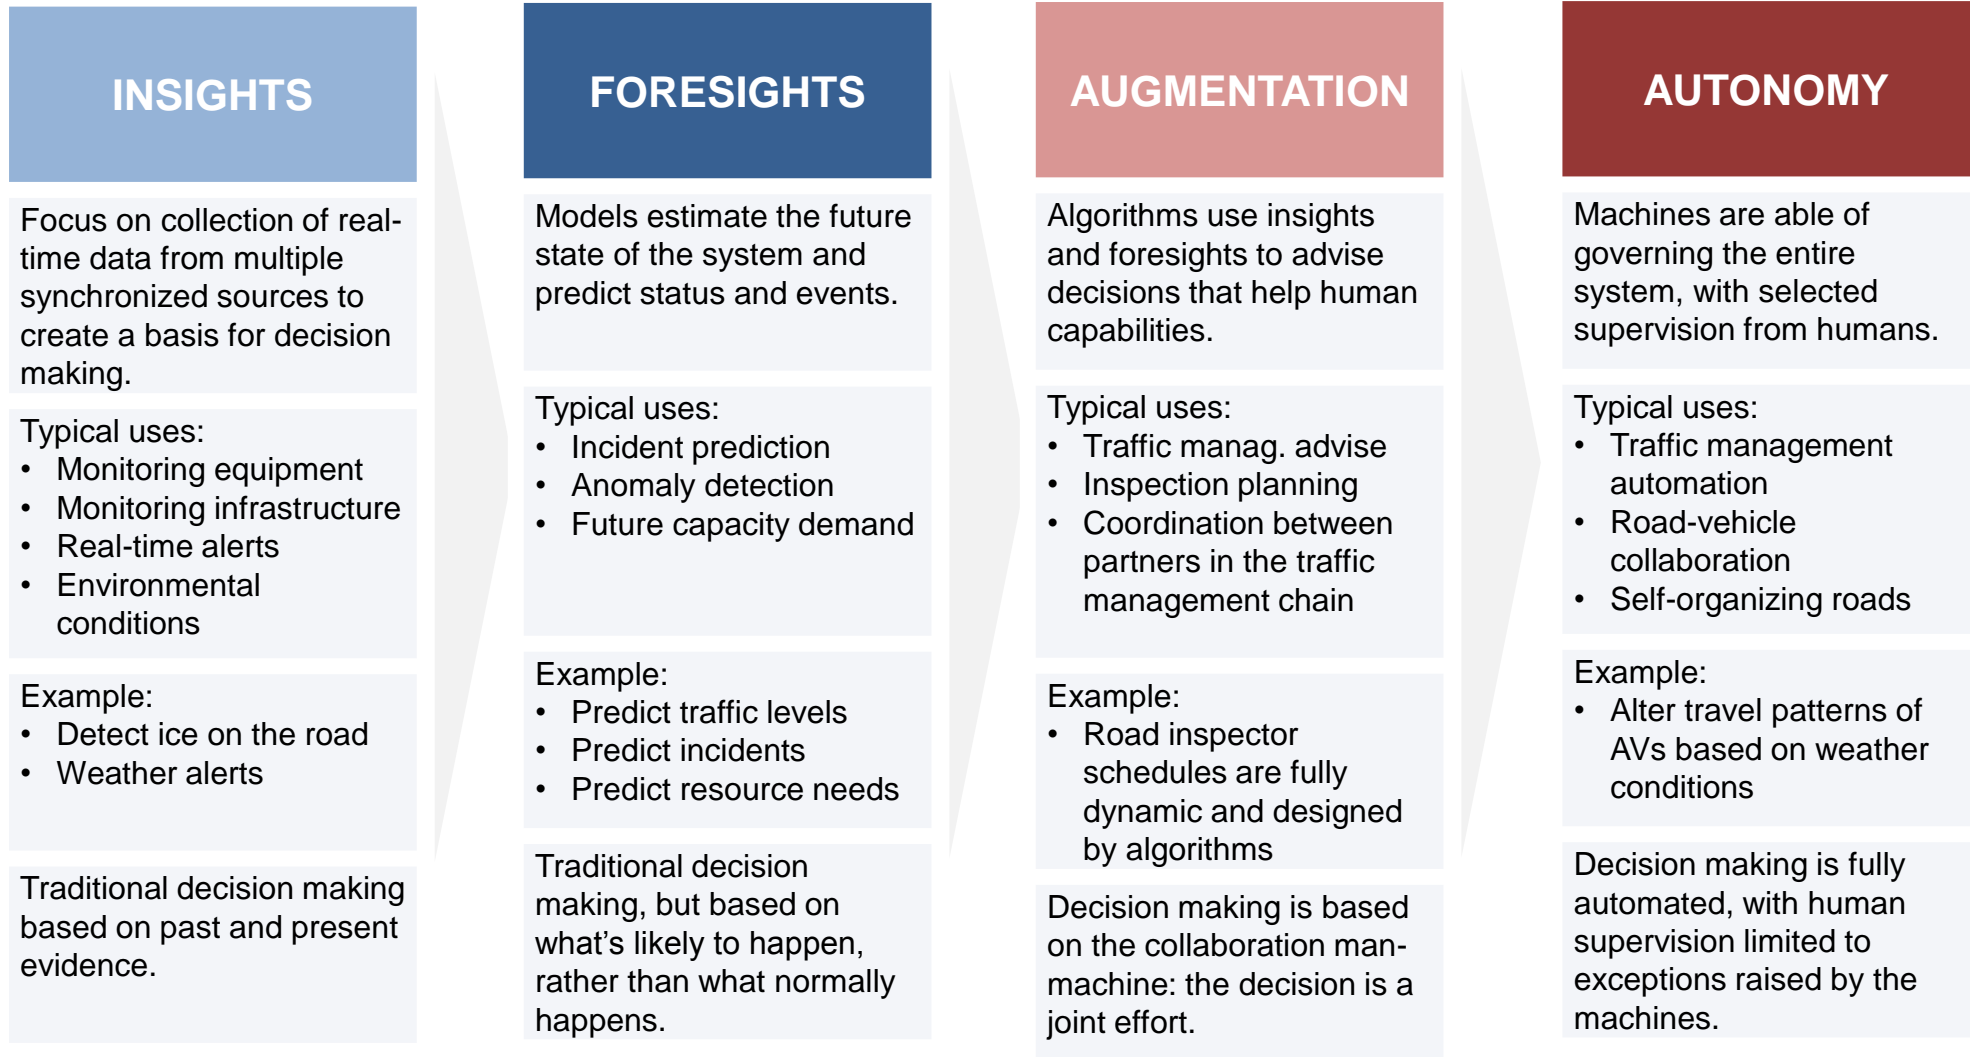 INSIGHTS
Focus on collection of real-
time data from multiple
synchronized sources to
create a basis for decision
making.
Typical uses:
• Monitoring equipment
• Monitoring infrastructure
• Real-time alerts
• Environmental
conditions
Example:
• Detect ice on the road
• Weather alerts
Traditional decision making
based on past and present
evidence.
FORESIGHTS
Models estimate the future
state of the system and
predict status and events.
Typical uses:
• Incident prediction
• Anomaly detection
• Future capacity demand
Example:
• Predict traffic levels
• Predict incidents
• Predict resource needs
Traditional decision
making, but based on
what’s likely to happen,
rather than what normally
happens.
AUGMENTATION
Algorithms use insights
and foresights to advise
decisions that help human
capabilities.
Typical uses:
• Traffic manag. advise
• Inspection planning
• Coordination between
partners in the traffic
management chain
Example:
• Road inspector
schedules are fully
dynamic and designed
by algorithms
Decision making is based
on the collaboration man-
machine: the decision is a
joint effort.
AUTONOMY
Machines are able of
governing the entire
system, with selected
supervision from humans.
Typical uses:
• Traffic management
automation
• Road-vehicle
collaboration
• Self-organizing roads
Example:
• Alter travel patterns of
AVs based on weather
conditions
Decision making is fully
automated, with human
supervision limited to
exceptions raised by the
machines.